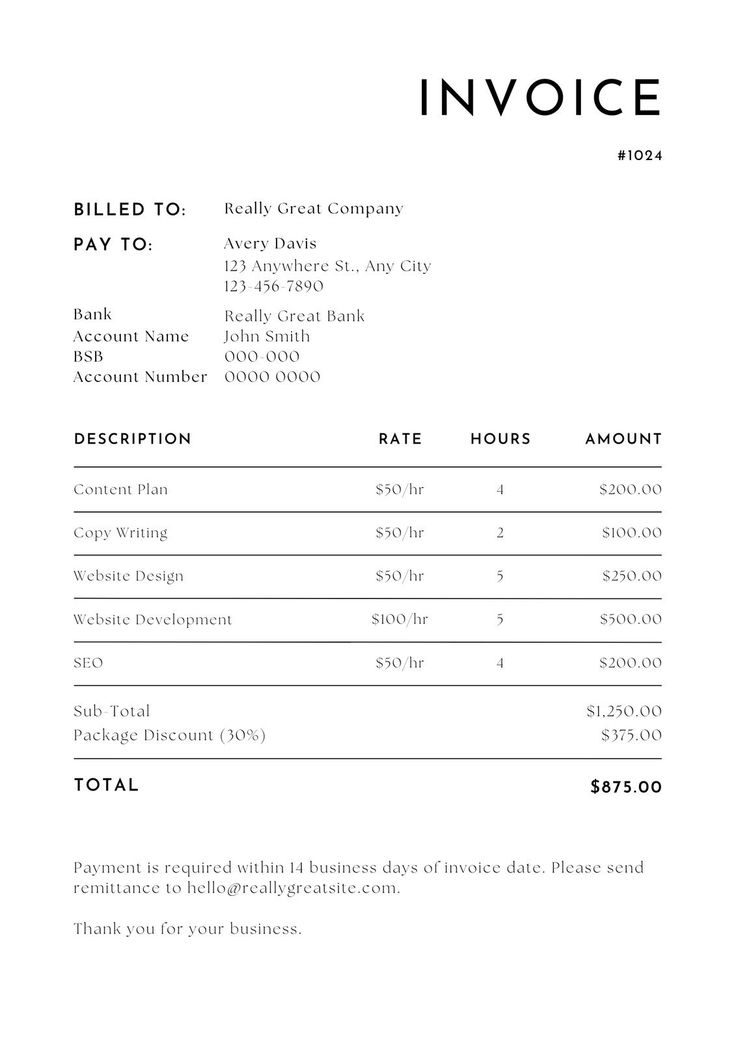 INVOICE
#1024
BILLED TO: Really Great Company
PAY TO: Avery Davis
123 Anywhere St., Any City
123-456-7890
Bank Really Great Bank
Account Name John Smith
BSB 000-000
Account Number 0000 0000
DESCRIPTION RATE HOURS AMOUNT
Content Plan $50/hr 4 $200.00
Copy Writing $50/hr 2 $100.00
Website Design $50/hr 5 $250.00
Website Development $100/hr 5 $500.00
SEO $50/hr 4 $200.00
Sub-Total $1,250.00
Package Discount (30%) $375.00
TOTAL $875.00
Payment is required within 14 business days of invoice date. Please send
remittance to hello@reallygreatsite.com.
Thank you for your business.